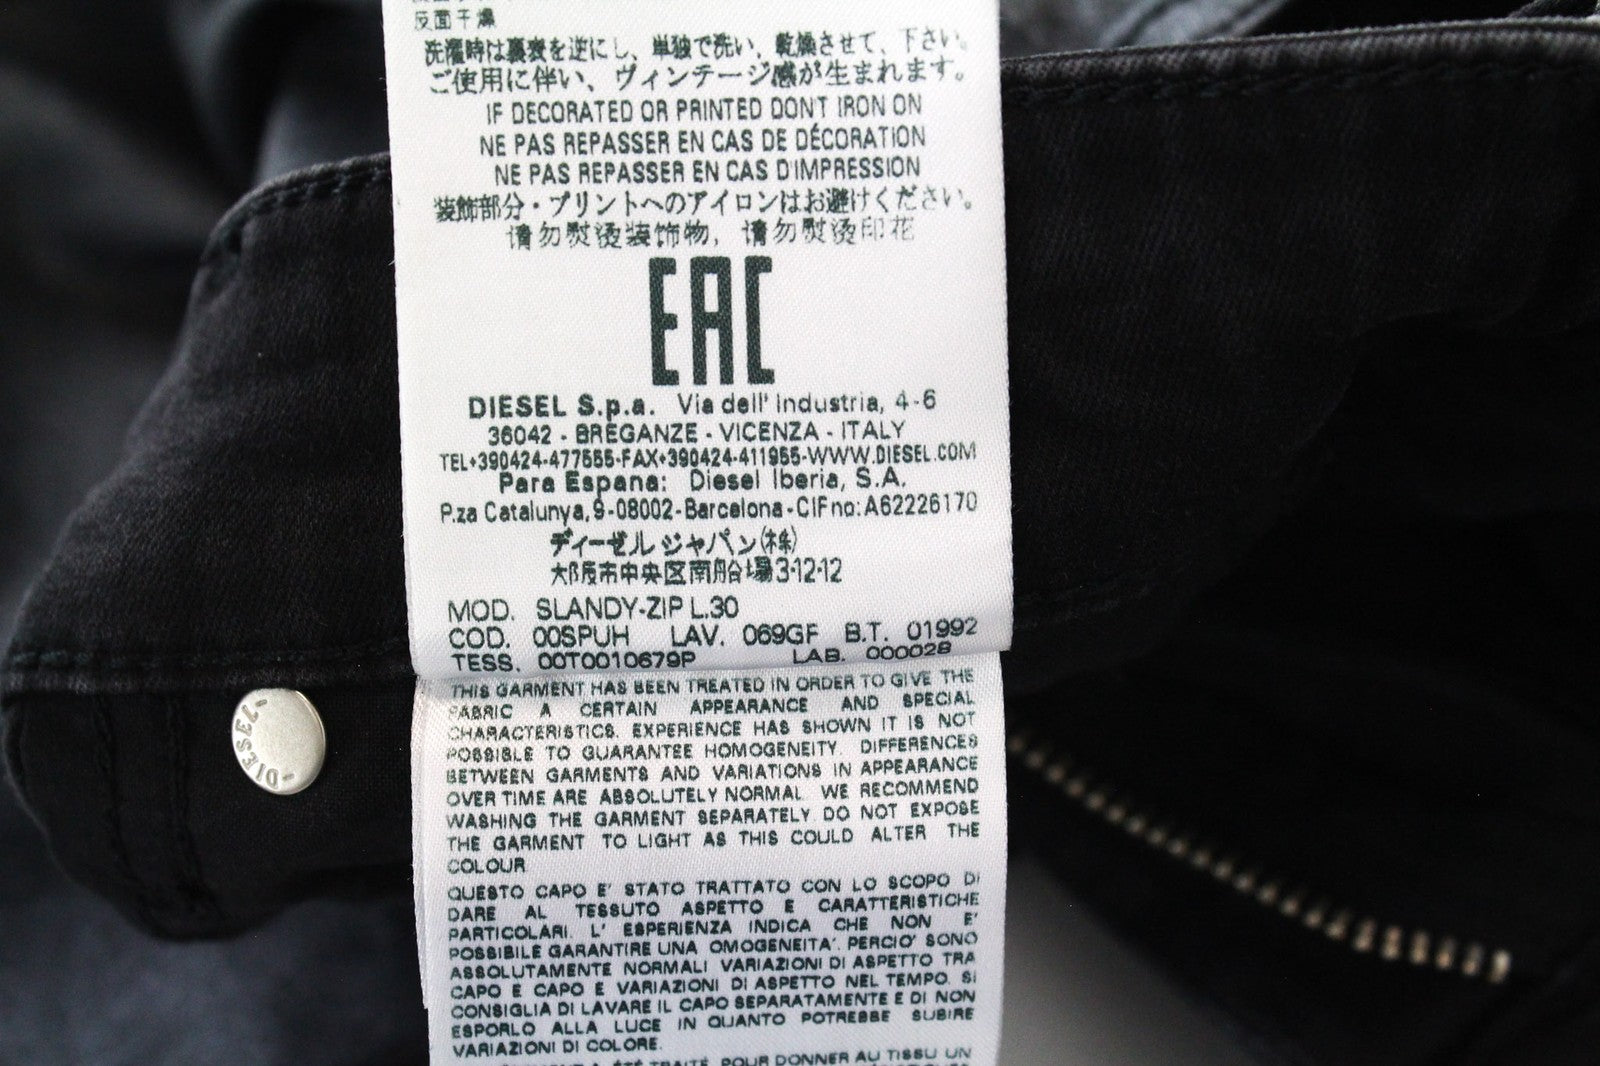 反面干燥
洗濯時は裏表を逆にし、単独で洗い、乾燥させて、下さい。
ご使用に伴い、ヴィンテージ感が生まれます。
IF DECORATED OR PRINTED DON'T IRON ON
NE PAS REPASSER EN CAS DE DÉCORATION
NE PAS REPASSER EN CAS D'IMPRESSION
装飾部分・プリントへのアイロンはお避けください。
请勿熨烫装饰物，请勿熨烫印花
EAC
DIESEL S.p.a. Via dell' Industria, 4-6
36042 - BREGANZE - VICENZA - ITALY
TEL+390424-477555-FAX+390424-411955-WWW.DIESEL.COM
Para Espana: Diesel Iberia, S.A.
P.za Catalunya,9-08002-Barcelona-CIF no: A62226170
ディーゼル ジャパン(株)
大阪市中央区南船場3-12-12
MOD. SLANDY-ZIP L.30
COD. 00SPUH LAV. 069GF B.T. 01992
TESS. 00T0010679P LAB. 000028
THIS GARMENT HAS BEEN TREATED IN ORDER TO GIVE THE
FABRIC A CERTAIN APPEARANCE AND SPECIAL
CHARACTERISTICS. EXPERIENCE HAS SHOWN IT IS NOT
POSSIBLE TO GUARANTEE HOMOGENEITY. DIFFERENCES
BETWEEN GARMENTS AND VARIATIONS IN APPEARANCE
OVER TIME ARE ABSOLUTELY NORMAL. WE RECOMMEND
WASHING THE GARMENT SEPARATELY. DO NOT EXPOSE
THE GARMENT TO LIGHT AS THIS COULD ALTER THE
COLOUR
QUESTO CAPO E' STATO TRATTATO CON LO SCOPO DI
DARE AL TESSUTO ASPETTO E CARATTERISTICHE
PARTICOLARI. L' ESPERIENZA INDICA CHE NON E'
POSSIBILE GARANTIRE UNA OMOGENEITA'. PERCIO' SONO
ASSOLUTAMENTE NORMALI VARIAZIONI DI ASPETTO TRA
CAPO E CAPO E VARIAZIONI DI ASPETTO NEL TEMPO. SI
CONSIGLIA DI LAVARE IL CAPO SEPARATAMENTE E DI NON
ESPORLO ALLA LUCE IN QUANTO POTREBBE SUBIRE
VARIAZIONI DI COLORE.
ÉTÉ TRAITÉ POUR DONNER AU TISSU UN
-DIESEL-